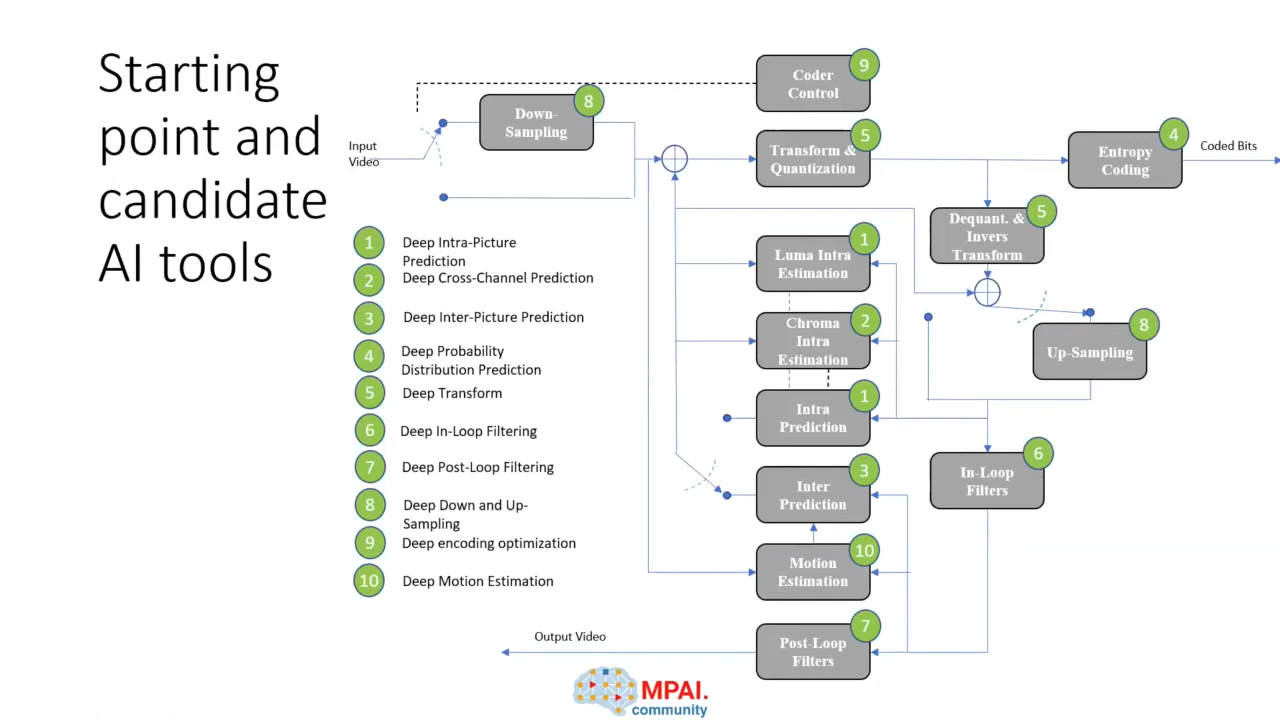 Starting
point and
candidate
AI tools
Input
Video
Down-
Sampling
8
Coder
Control
9
Transform &
Quantization
5
Entropy
Coding
4
Coded Bits
Dequant. &
Invers
Transform
5
Luma Intra
Estimation
1
Chroma
Intra
Estimation
2
Up-Sampling
8
Intra
Prediction
1
Inter
Prediction
3
In-Loop
Filters
6
Motion
Estimation
10
Post-Loop
Filters
7
Output Video
1 Deep Intra-Picture
Prediction
2 Deep Cross-Channel Prediction
3 Deep Inter-Picture Prediction
4 Deep Probability
Distribution Prediction
5 Deep Transform
6 Deep In-Loop Filtering
7 Deep Post-Loop Filtering
8 Deep Down and Up-
Sampling
9 Deep encoding optimization
10 Deep Motion Estimation
MPAI.
community